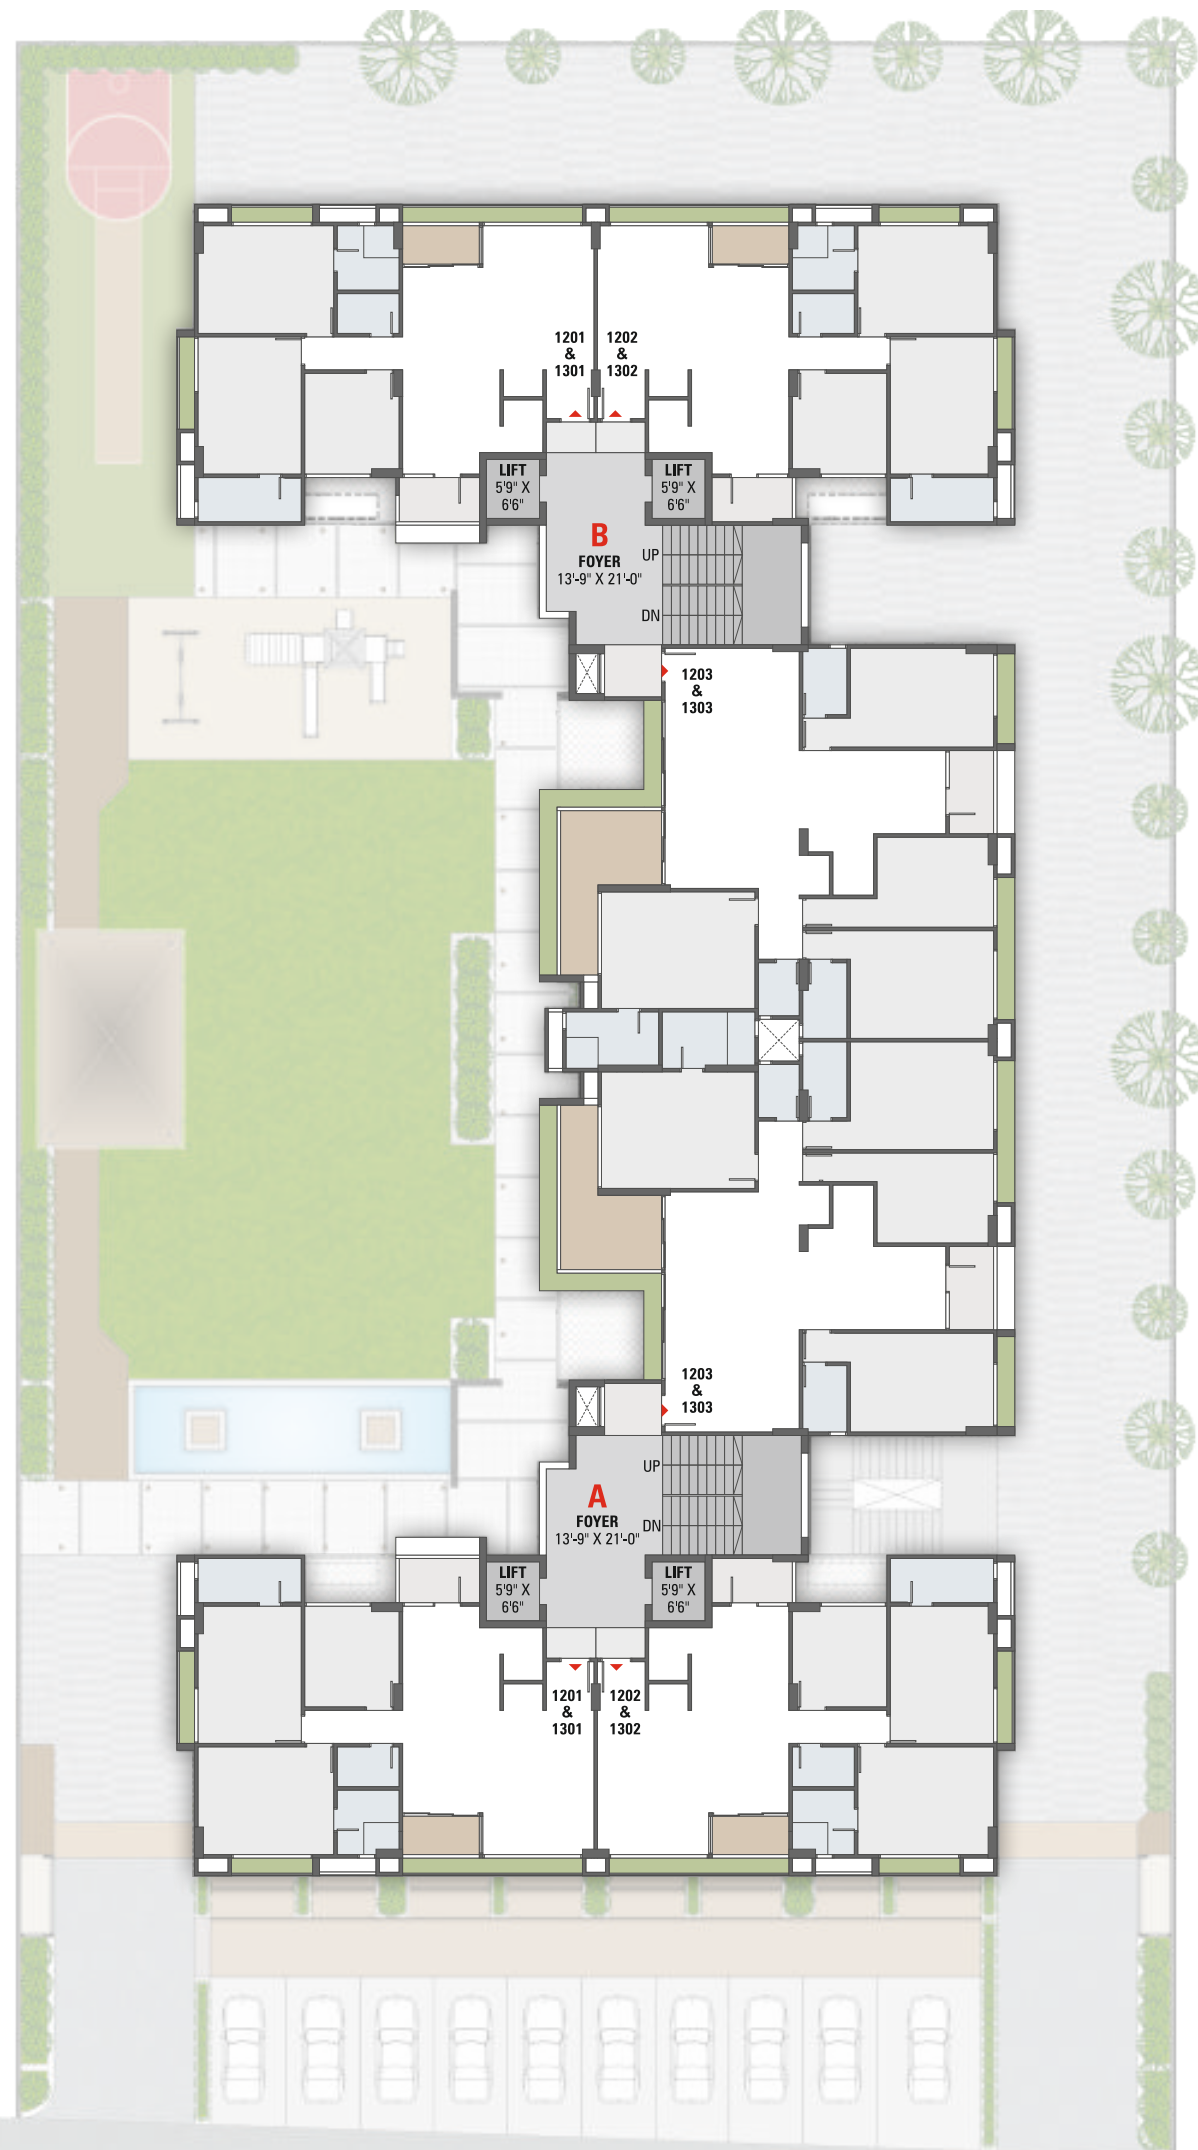 1201
&
1301
1202
&
1302
LIFT
5'9" X
6'6"
LIFT
5'9" X
6'6"
B
FOYER
13'-9" X 21'-0"
UP
DN
1203
&
1303
1203
&
1303
UP
A
FOYER
13'-9" X 21'-0"
DN
LIFT
5'9" X
6'6"
LIFT
5'9" X
6'6"
1201
&
1301
1202
&
1302